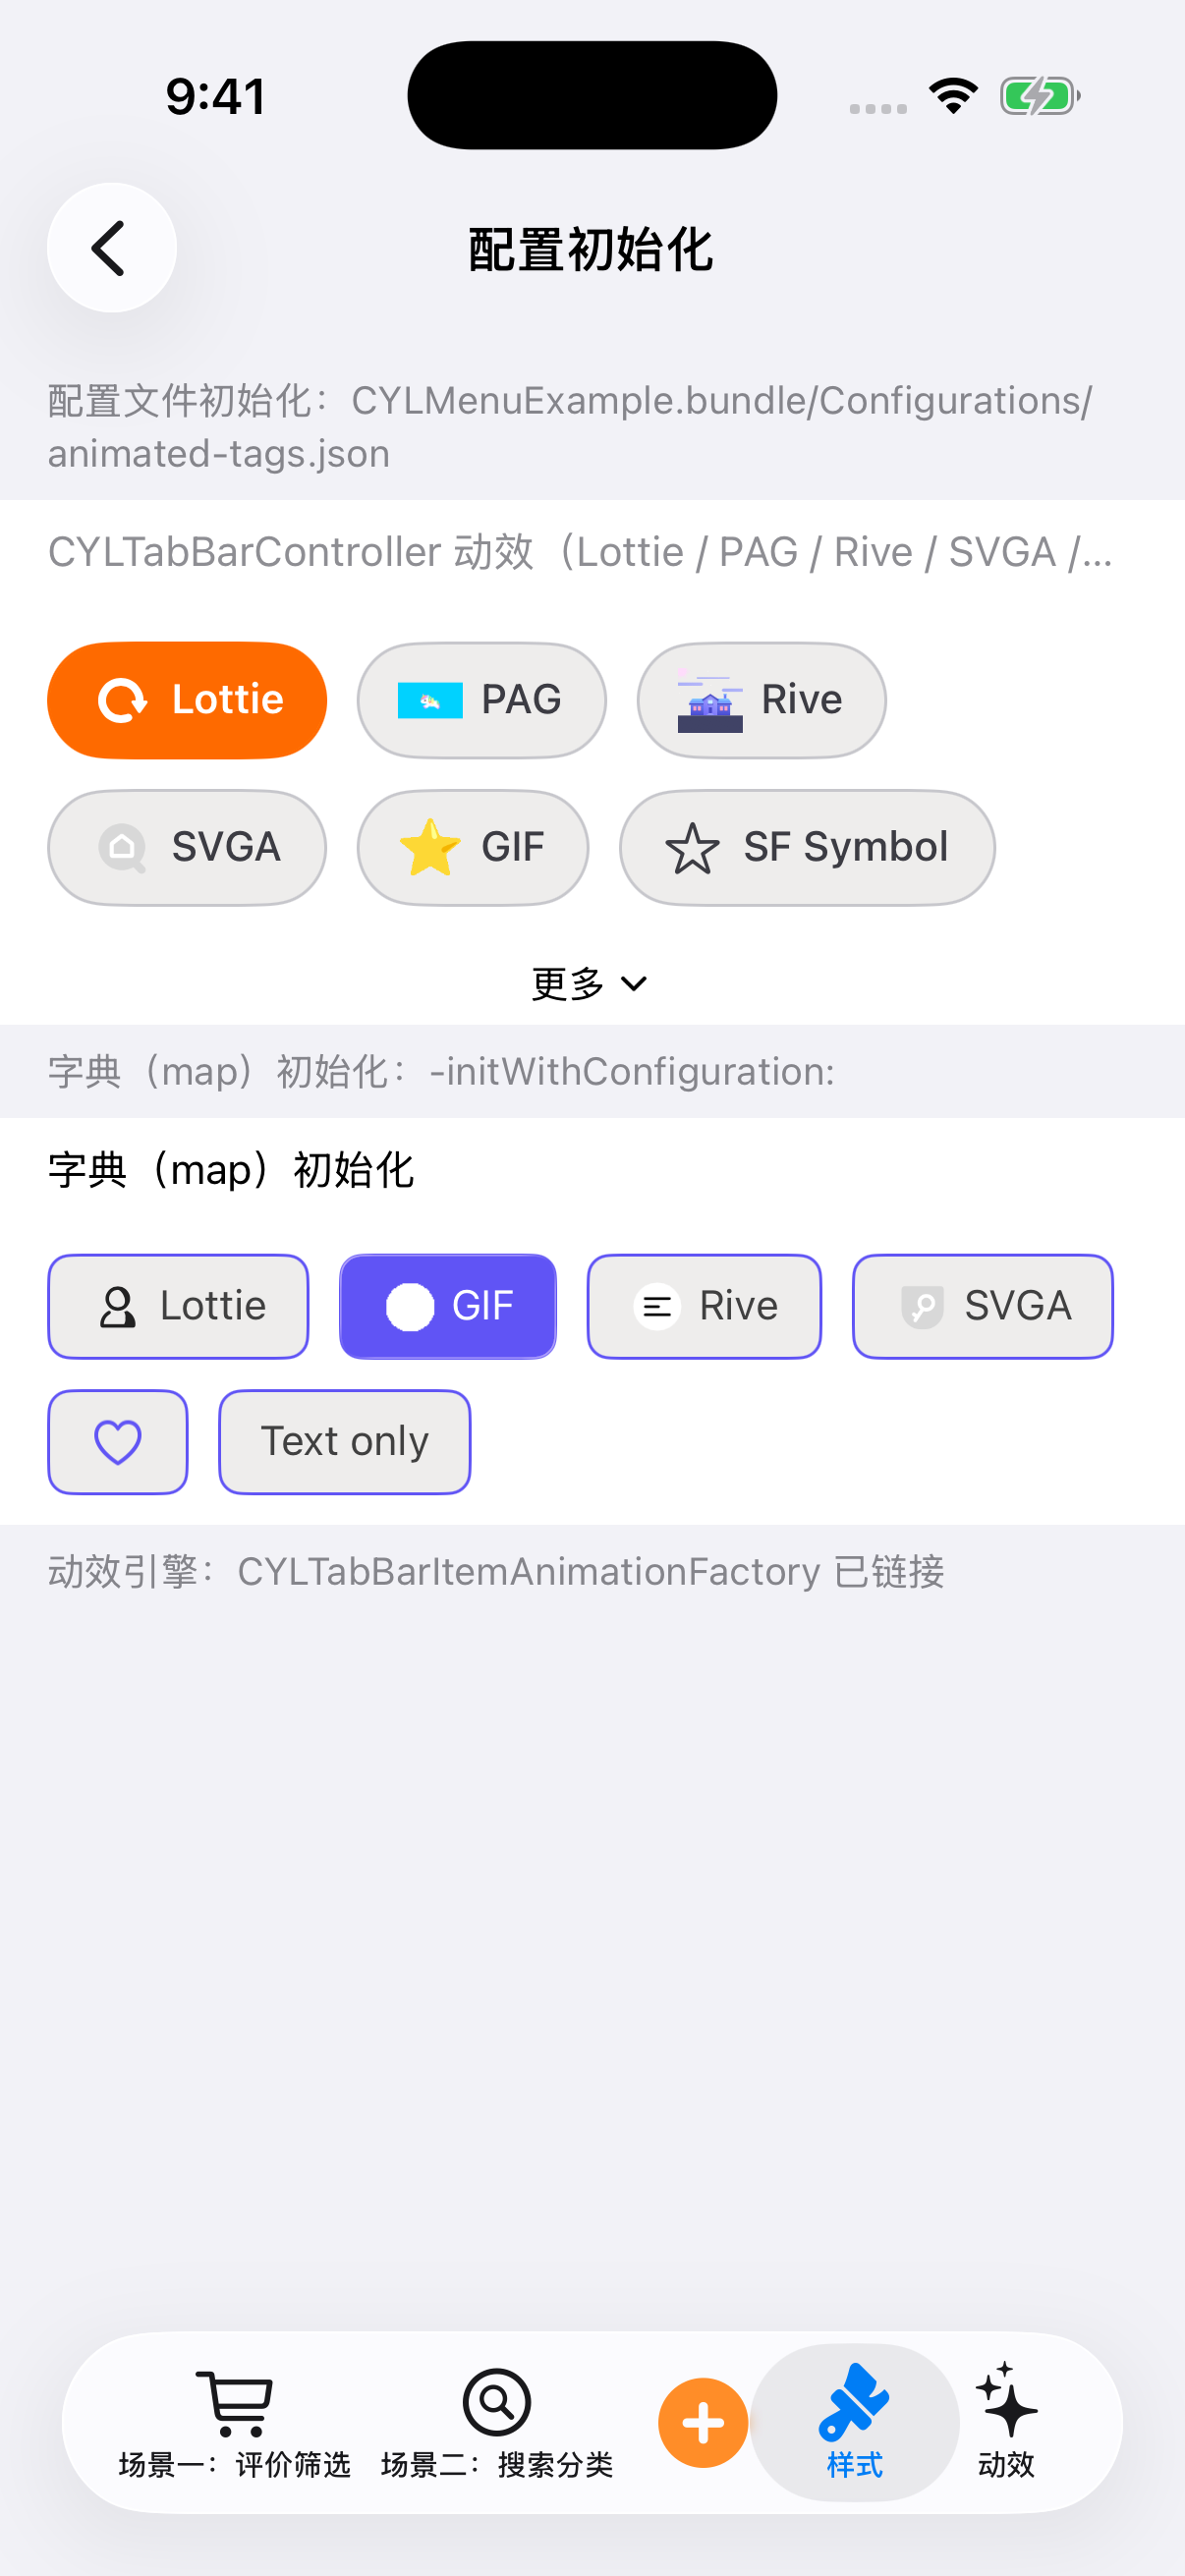 9:41
配置初始化
配置文件初始化：CYLMenuExample.bundle/Configurations/
animated-tags.json
CYLTabBarController 动效（Lottie / PAG / Rive / SVGA /...
Lottie PAG Rive
SVGA GIF SF Symbol
更多
字典（map）初始化：-initWithConfiguration:
字典（map）初始化
Lottie GIF Rive SVGA
Text only
动效引擎：CYLTabBarItemAnimationFactory 已链接
场景一：评价筛选 场景二：搜索分类 样式 动效